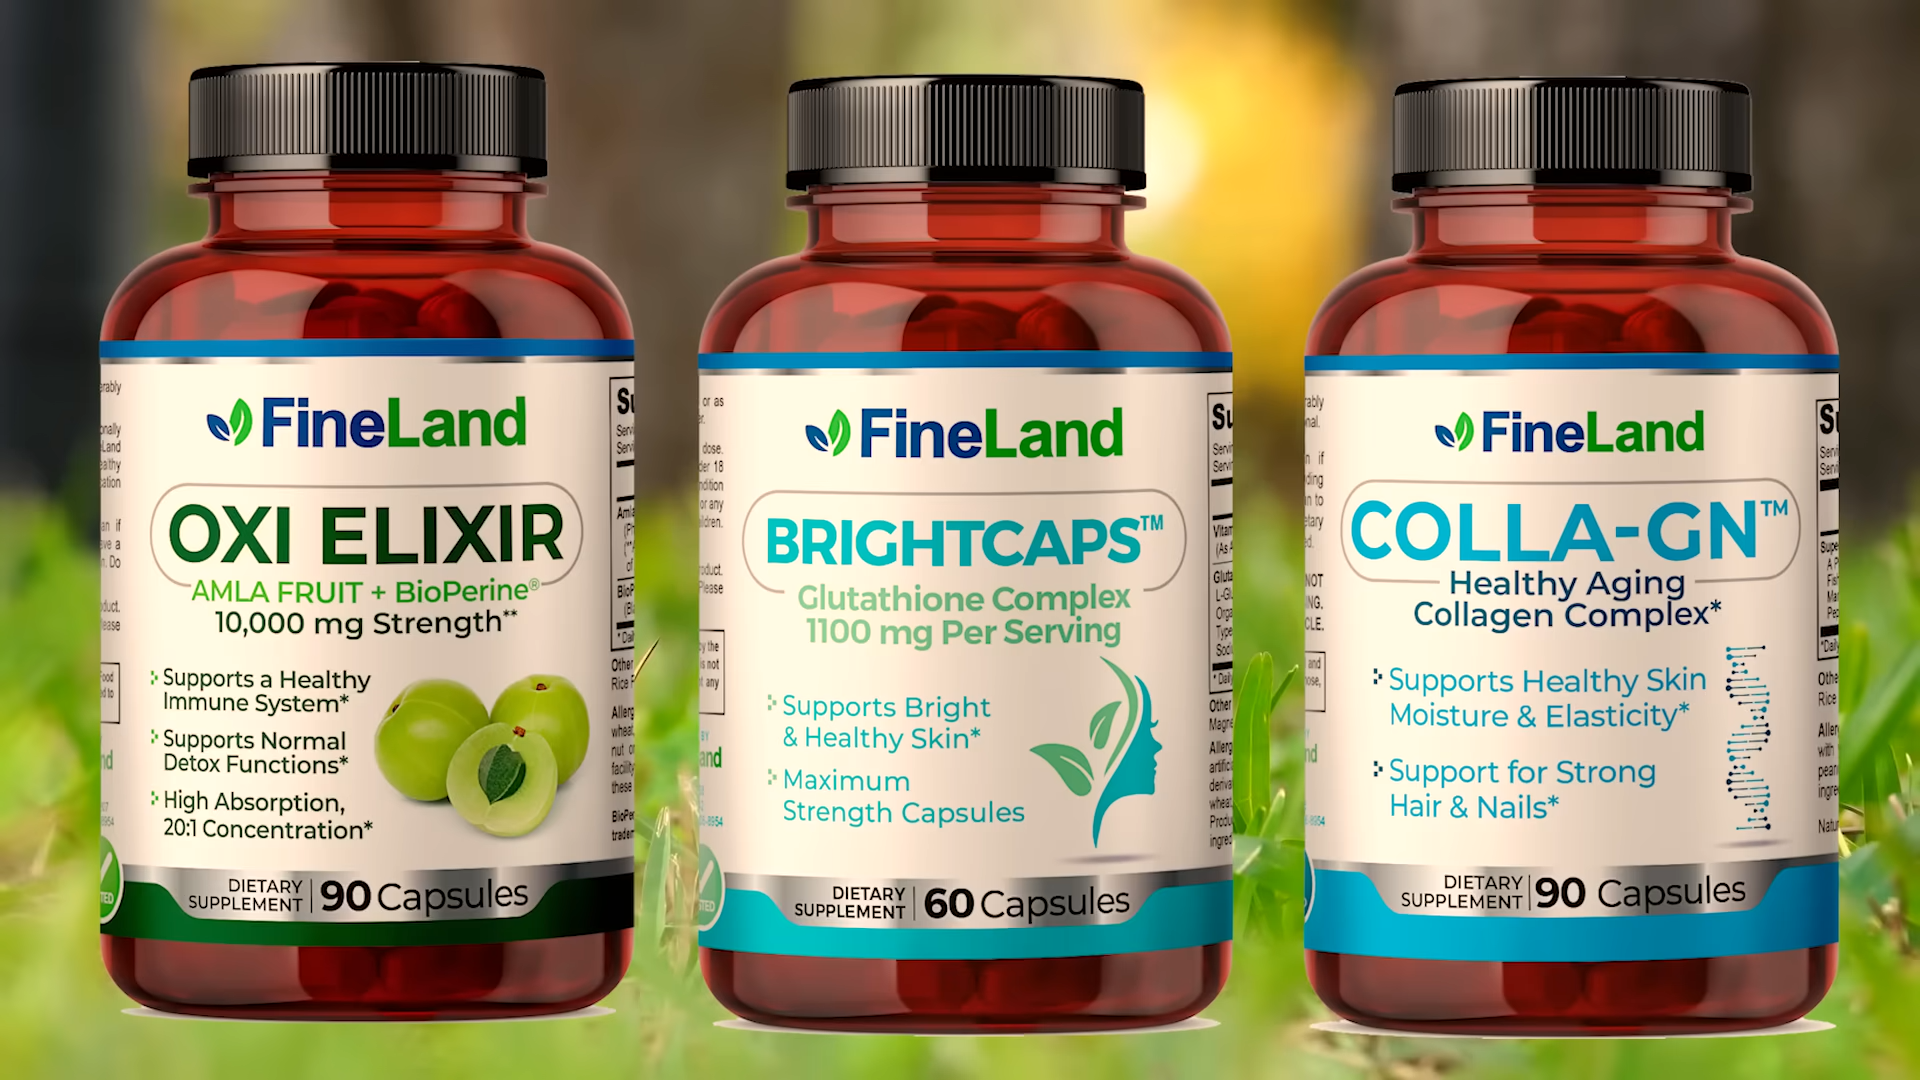 FineLand
OXI ELIXIR
AMLA FRUIT + BioPerine®
10,000 mg Strength**
Supports a Healthy
Immune System*
Supports Normal
Detox Functions*
High Absorption,
20:1 Concentration*
DIETARY
SUPPLEMENT
90 Capsules
FineLand
BRIGHTCAPS™
Glutathione Complex
1100 mg Per Serving
Supports Bright
& Healthy Skin*
Maximum
Strength Capsules
DIETARY
SUPPLEMENT
60 Capsules
FineLand
COLLA-GN™
Healthy Aging
Collagen Complex*
Supports Healthy Skin
Moisture & Elasticity*
Support for Strong
Hair & Nails*
DIETARY
SUPPLEMENT
90 Capsules